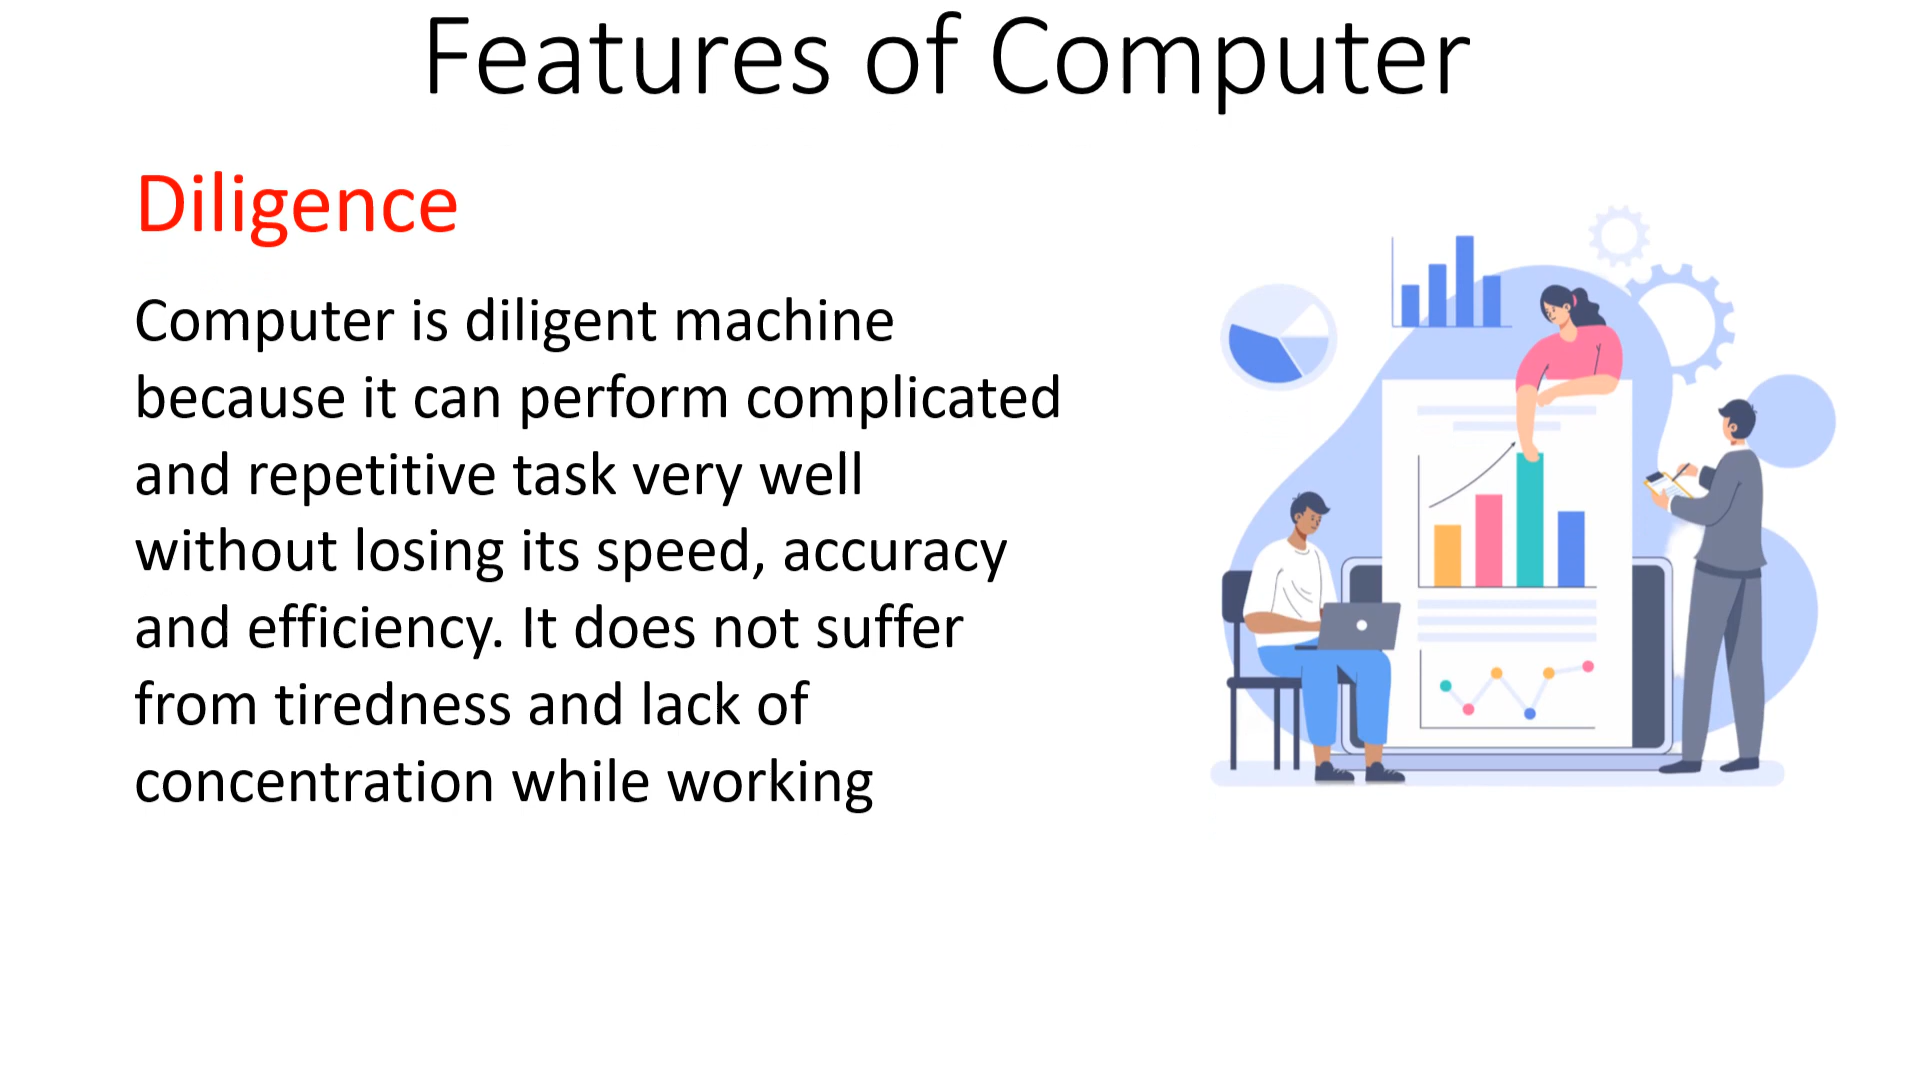 Features of Computer
Diligence
Computer is diligent machine
because it can perform complicated
and repetitive task very well
without losing its speed, accuracy
and efficiency. It does not suffer
from tiredness and lack of
concentration while working